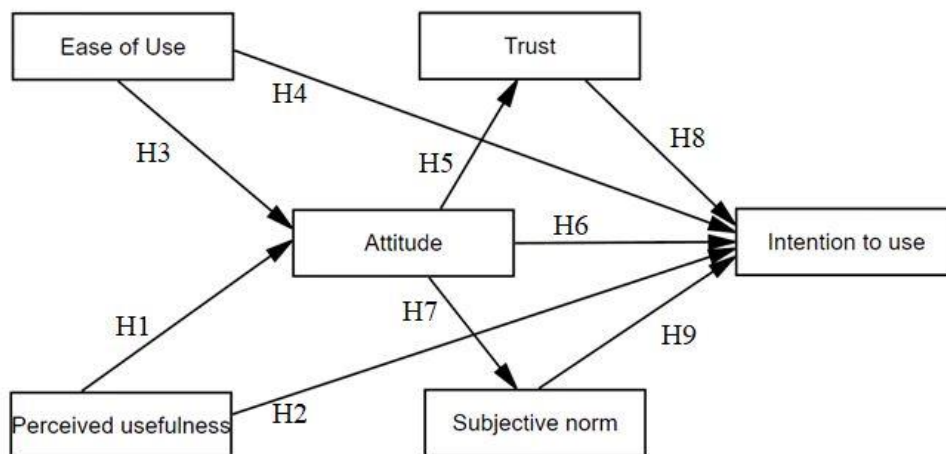 Ease of Use
Trust
H4
H3
H5
H8
Attitude
H6
Intention to use
H7
H1
H9
Perceived usefulness
H2
Subjective norm